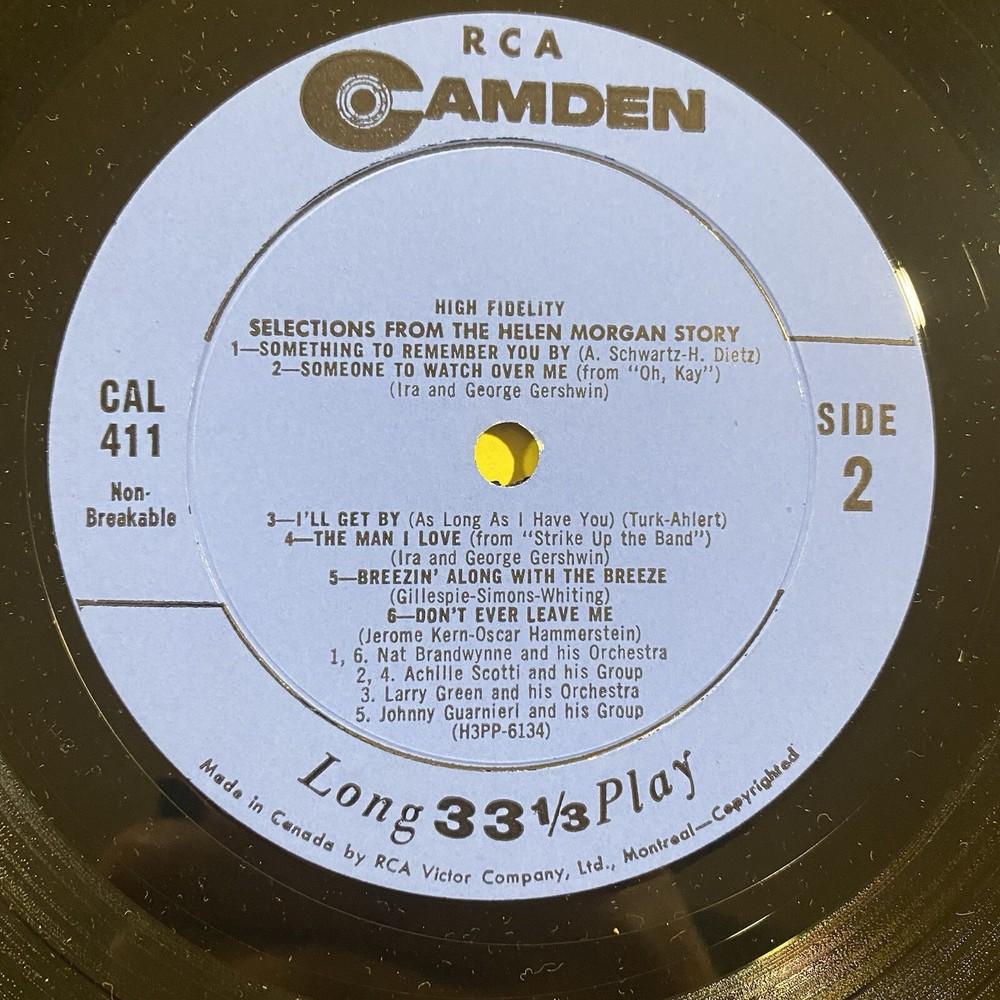 RCA
CAMDEN
HIGH FIDELITY
SELECTIONS FROM THE HELEN MORGAN STORY
1—SOMETHING TO REMEMBER YOU BY (A. Schwartz-H. Dietz)
2—SOMEONE TO WATCH OVER ME (from "Oh, Kay")
(Ira and George Gershwin)
CAL
411
Non-
Breakable
SIDE
2
3—I'LL GET BY (As Long As I Have You) (Turk-Ahlert)
4—THE MAN I LOVE (from "Strike Up the Band")
(Ira and George Gershwin)
5—BREEZIN' ALONG WITH THE BREEZE
(Gillespie-Simons-Whiting)
6—DON'T EVER LEAVE ME
(Jerome Kern-Oscar Hammerstein)
1, 6. Nat Brandwynne and his Orchestra
2, 4. Achille Scotti and his Group
3. Larry Green and his Orchestra
5. Johnny Guarnieri and his Group
(H3PP-6134)
Long 33 1/3 Play
Made in Canada by RCA Victor Company, Ltd., Montreal—Copyrighted